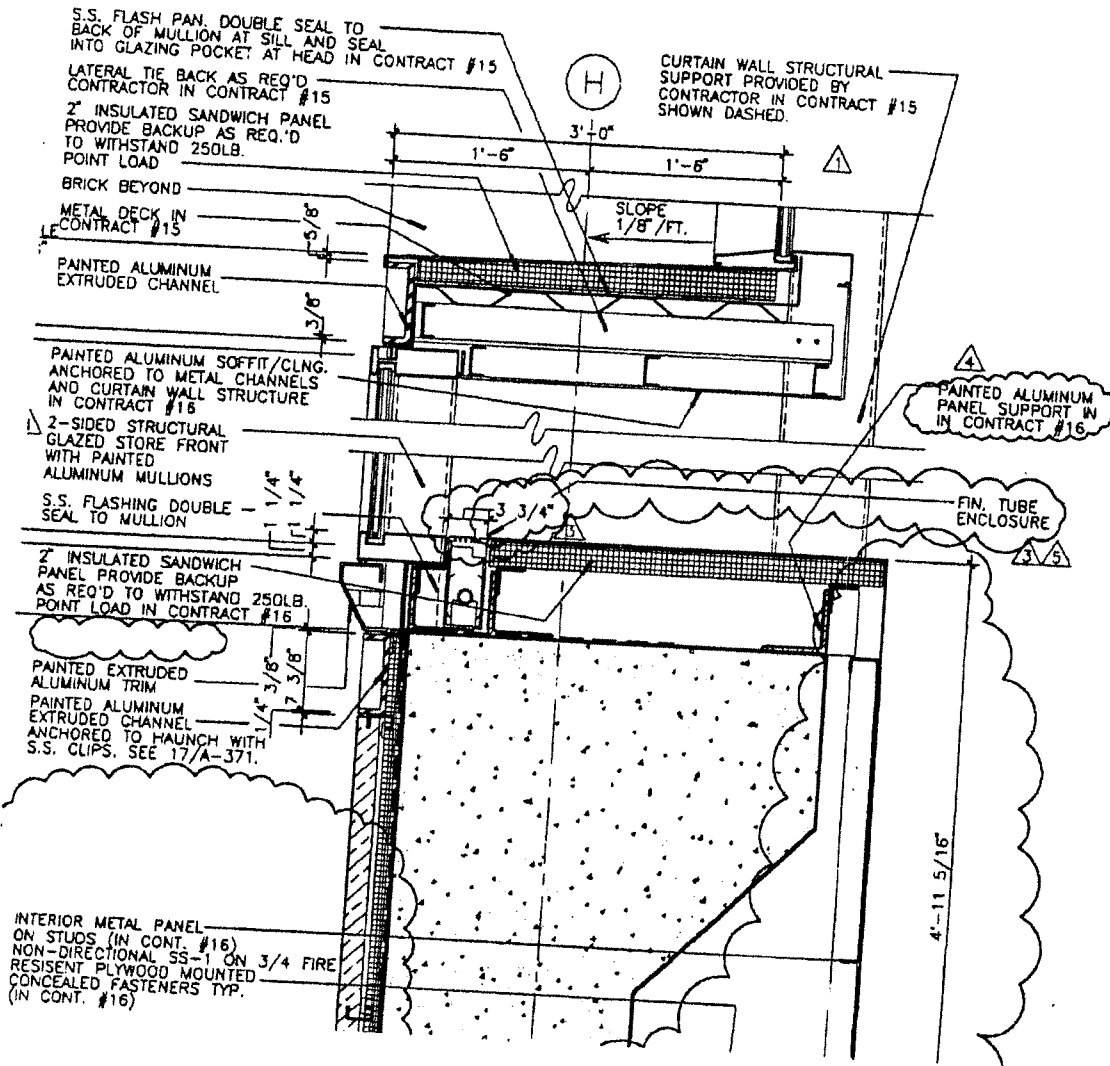 S.S. FLASH PAN. DOUBLE SEAL TO
BACK OF MULLION AT SILL AND SEAL
INTO GLAZING POCKET AT HEAD IN CONTRACT #15
LATERAL TIE BACK AS REQ'D
CONTRACTOR IN CONTRACT #15
2" INSULATED SANDWICH PANEL
PROVIDE BACKUP AS REQ.'D
TO WITHSTAND 250LB.
POINT LOAD
BRICK BEYOND
METAL DECK IN
CONTRACT #15
PAINTED ALUMINUM
EXTRUDED CHANNEL
PAINTED ALUMINUM SOFFIT/CLNG.
ANCHORED TO METAL CHANNELS
AND CURTAIN WALL STRUCTURE
IN CONTRACT #16
1
2-SIDED STRUCTURAL
GLAZED STORE FRONT
WITH PAINTED
ALUMINUM MULLIONS
S.S. FLASHING DOUBLE
SEAL TO MULLION
2" INSULATED SANDWICH
PANEL PROVIDE BACKUP
AS REQ'D TO WITHSTAND 250LB.
POINT LOAD IN CONTRACT #16
PAINTED EXTRUDED
ALUMINUM TRIM
PAINTED ALUMINUM
EXTRUDED CHANNEL
ANCHORED TO HAUNCH WITH
S.S. CLIPS. SEE 17/A-371.
INTERIOR METAL PANEL
ON STUDS (IN CONT. #16)
NON-DIRECTIONAL SS-1 ON 3/4 FIRE
RESISENT PLYWOOD MOUNTED
CONCEALED FASTENERS TYP.
(IN CONT. #16)
H
CURTAIN WALL STRUCTURAL
SUPPORT PROVIDED BY
CONTRACTOR IN CONTRACT #15
SHOWN DASHED.
3'-0"
1'-6"
1'-6"
1
SLOPE
1/8"/FT.
5/8"
3/8"
1/4"
1/4"
3 3/4"
4
PAINTED ALUMINUM
PANEL SUPPORT IN
IN CONTRACT #16
FIN. TUBE
ENCLOSURE
3
5
1/4"
3/8"
7 3/8"
4'-11 5/16"